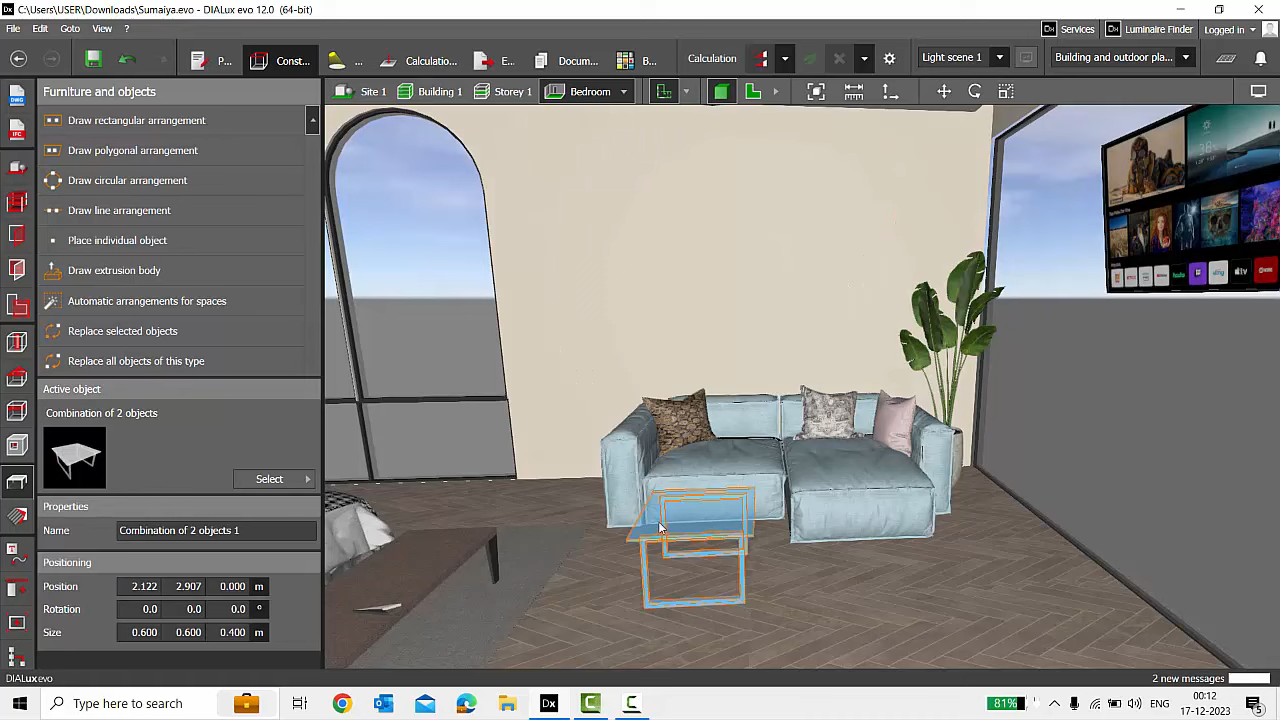 C:\Users\USER\Downloads\Sumaiya.evo - DIALux evo 12.0 (64-bit)
File Edit Goto View ?
Services Luminaire Finder Logged in
P... Const... ... Calculatio... E... Docum... B... Calculation Light scene 1 Building and outdoor pla...
Site 1 Building 1 Storey 1 Bedroom
Furniture and objects
Draw rectangular arrangement
Draw polygonal arrangement
Draw circular arrangement
Draw line arrangement
Place individual object
Draw extrusion body
Automatic arrangements for spaces
Replace selected objects
Replace all objects of this type
Active object
Combination of 2 objects
Select
Properties
Name Combination of 2 objects 1
Positioning
Position 2.122 2.907 0.000 m
Rotation 0.0 0.0 0.0 °
Size 0.600 0.600 0.400 m
DWG
IFC
DIALux evo
2 new messages
Type here to search
81%
ENG
00:12
17-12-2023
5